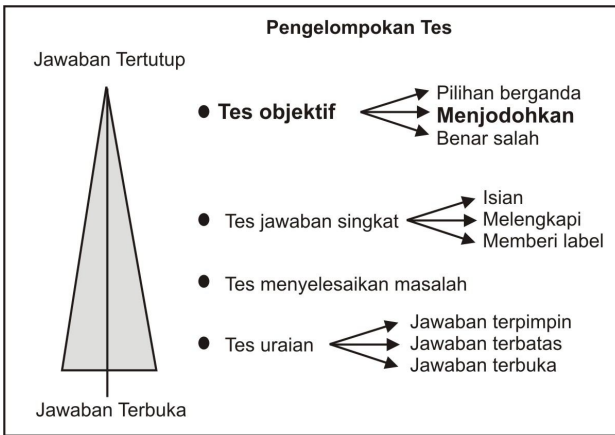 Pengelompokan Tes
Jawaban Tertutup
Tes objektif
Pilihan berganda
Menjodohkan
Benar salah
Tes jawaban singkat
Isian
Melengkapi
Memberi label
Tes menyelesaikan masalah
Tes uraian
Jawaban terpimpin
Jawaban terbatas
Jawaban terbuka
Jawaban Terbuka